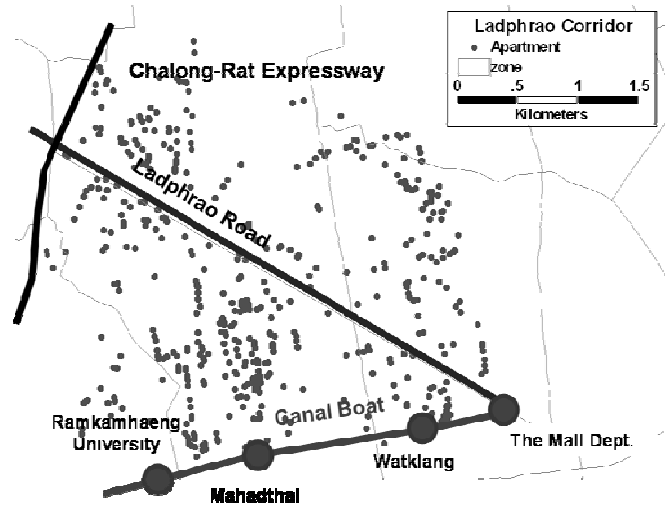 Ladphrao Corridor
Apartment
zone
0 .5 1 1.5
Kilometers
Chalong-Rat Expressway
Ladphrao Road
Canal Boat
Ramkamhaeng
University
The Mall Dept.
Watklang
Mahadthai